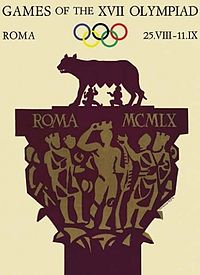 GAMES OF THE XVII OLYMPIAD
ROMA 25.VIII-11.IX
ROMA MCMLX